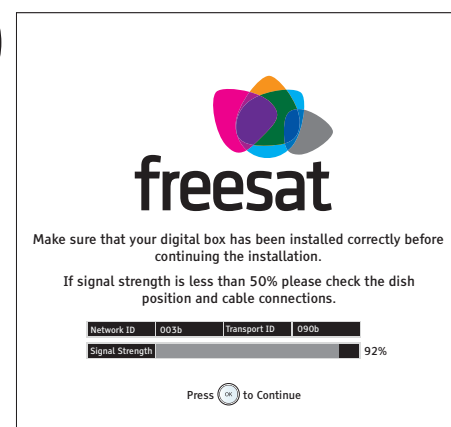 freesat
Make sure that your digital box has been installed correctly before
continuing the installation.
If signal strength is less than 50% please check the dish
position and cable connections.
Network ID 003b Transport ID 090b
Signal Strength 92%
Press OK to Continue